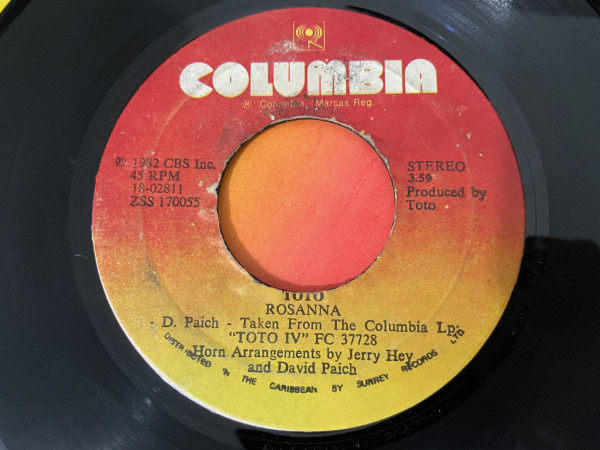 COLUMBIA
® "Columbia," Marcas Reg.
℗ 1982 CBS Inc.
45 RPM
18-02811
ZSS 170055
STEREO
3.59
Produced by
Toto
TOTO
ROSANNA
- D. Paich - Taken From The Columbia Lp
"TOTO IV" FC 37728
Horn Arrangements by Jerry Hey
and David Paich
DISTRIBUTED IN THE CARIBBEAN BY SURREY RECORDS LTD